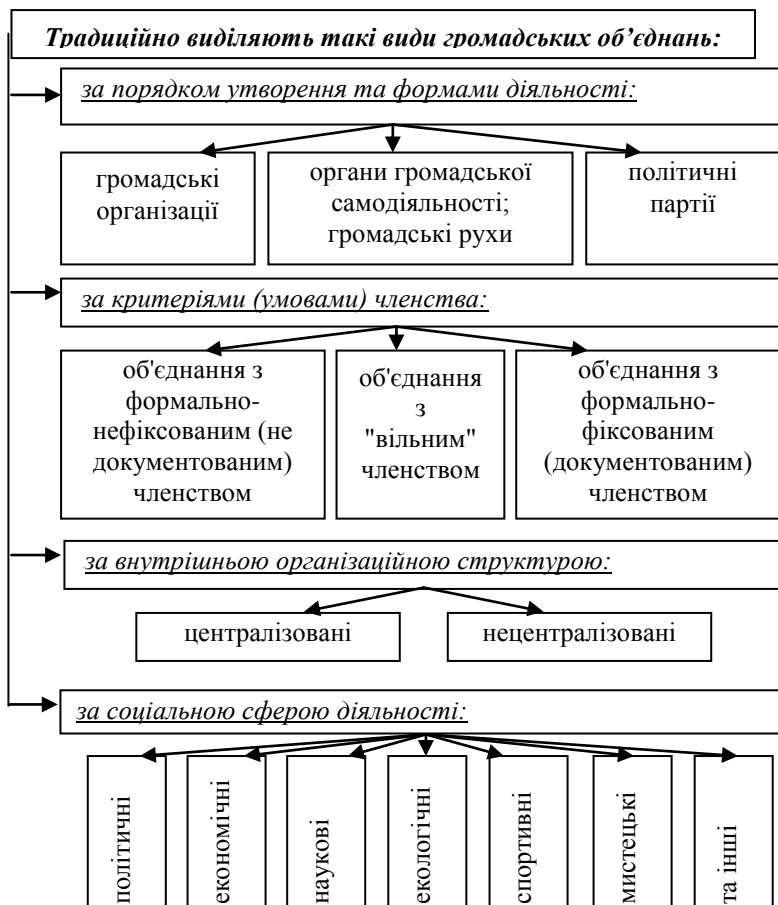 Традиційно виділяють такі види громадських об’єднань:
за порядком утворення та формами діяльності:
громадські
організації
органи громадської
самодіяльності;
громадські рухи
політичні
партії
за критеріями (умовами) членства:
об'єднання з
формально-
нефіксованим (не
документованим)
членством
об'єднання
з
"вільним"
членством
об'єднання з
формально-
фіксованим
(документованим)
членством
за внутрішньою організаційною структурою:
централізовані
нецентралізовані
за соціальною сферою діяльності:
політичні
економічні
наукові
екологічні
спортивні
мистецькі
та інші